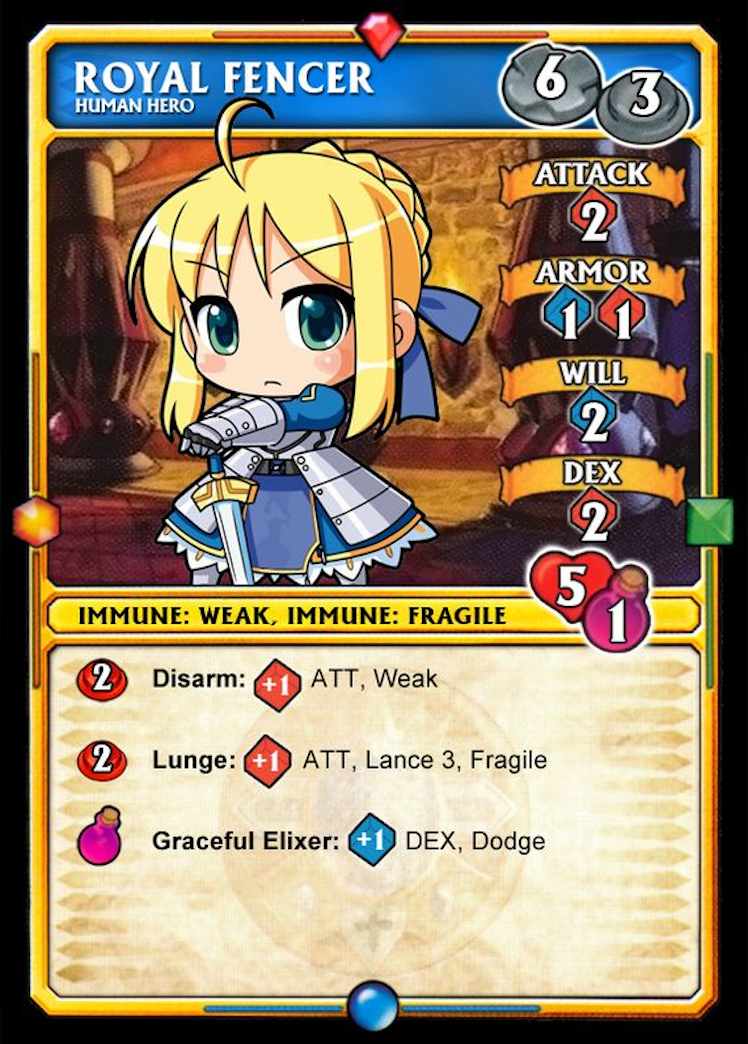 ROYAL FENCER
HUMAN HERO
6 3
ATTACK
2
ARMOR
1 1
WILL
2
DEX
2
5 1
IMMUNE: WEAK, IMMUNE: FRAGILE
2 Disarm: +1 ATT, Weak
2 Lunge: +1 ATT, Lance 3, Fragile
Graceful Elixer: +1 DEX, Dodge